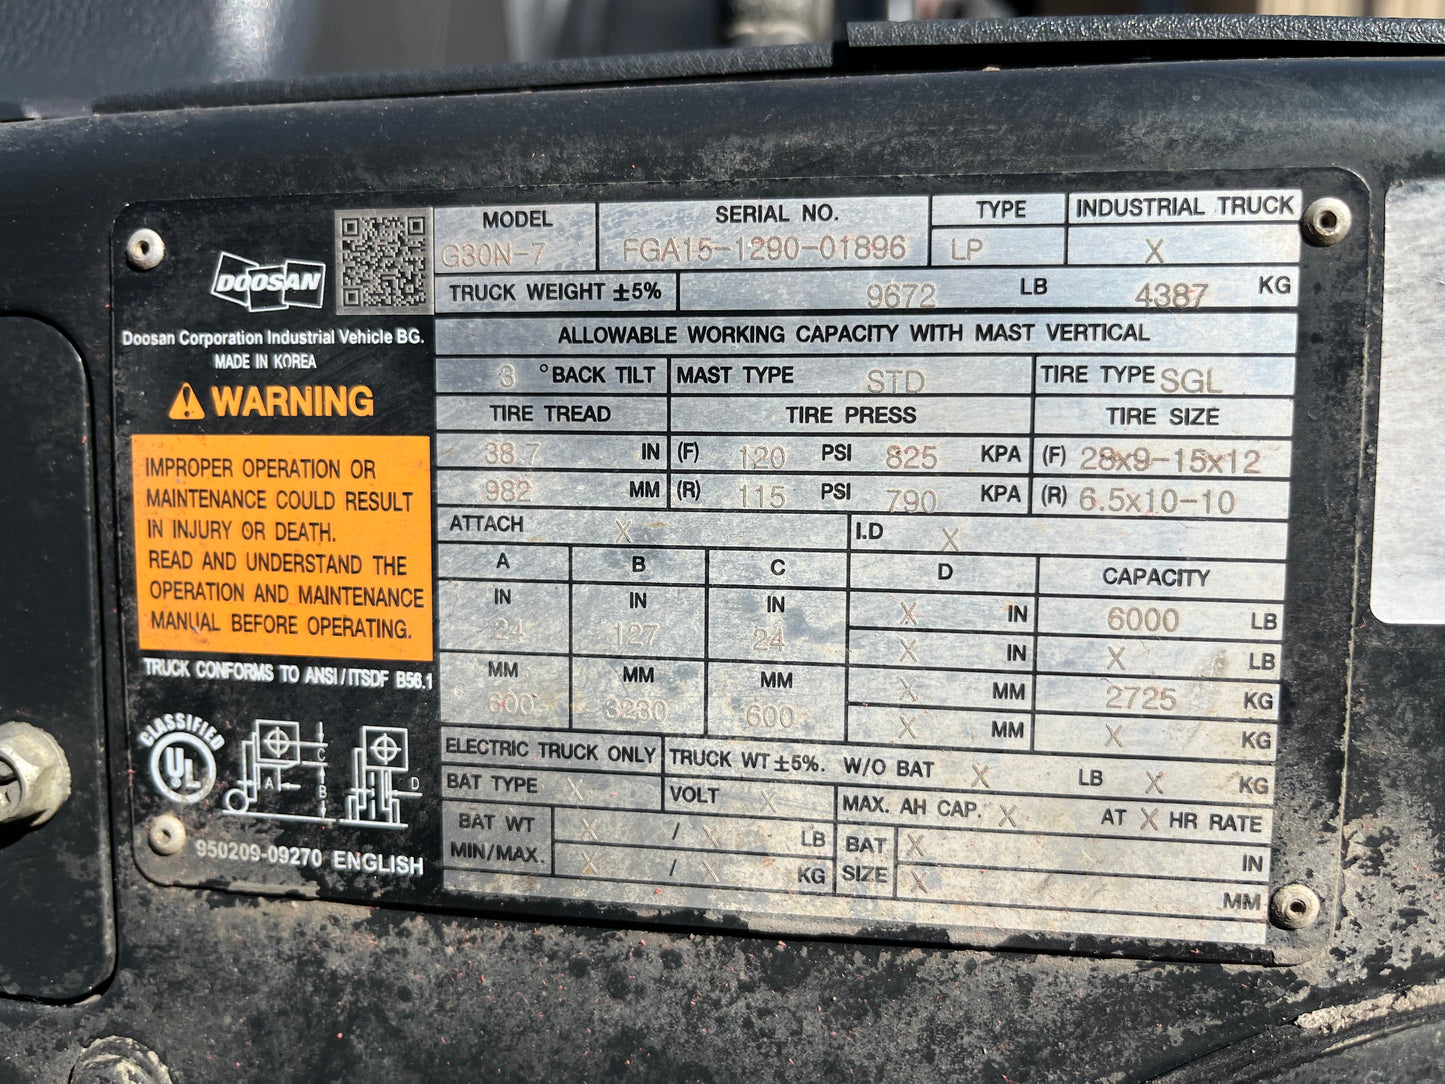 DOOSAN
Doosan Corporation Industrial Vehicle BG.
MADE IN KOREA
WARNING
IMPROPER OPERATION OR
MAINTENANCE COULD RESULT
IN INJURY OR DEATH.
READ AND UNDERSTAND THE
OPERATION AND MAINTENANCE
MANUAL BEFORE OPERATING.
TRUCK CONFORMS TO ANSI/ITSDF B56.1
CLASSIFIED
UL
A B C D
950209-09270 ENGLISH
MODEL SERIAL NO. TYPE INDUSTRIAL TRUCK
G30N-7 FGA15-1290-01896 LP X
TRUCK WEIGHT ±5% 9672 LB 4387 KG
ALLOWABLE WORKING CAPACITY WITH MAST VERTICAL
8 °BACK TILT MAST TYPE STD TIRE TYPE SGL
TIRE TREAD TIRE PRESS TIRE SIZE
38.7 IN (F) 120 PSI 825 KPA (F) 28x9-15x12
982 MM (R) 115 PSI 790 KPA (R) 6.5x10-10
ATTACH X I.D X
A B C D CAPACITY
IN IN IN X IN 6000 LB
24 127 24 X IN X LB
MM MM MM X MM 2725 KG
600 3230 600 X MM X KG
ELECTRIC TRUCK ONLY TRUCK WT ±5%. W/O BAT X LB X KG
BAT TYPE X VOLT X MAX. AH CAP. X AT X HR RATE
BAT WT X / X LB BAT X IN
MIN/MAX. X / X KG SIZE X MM